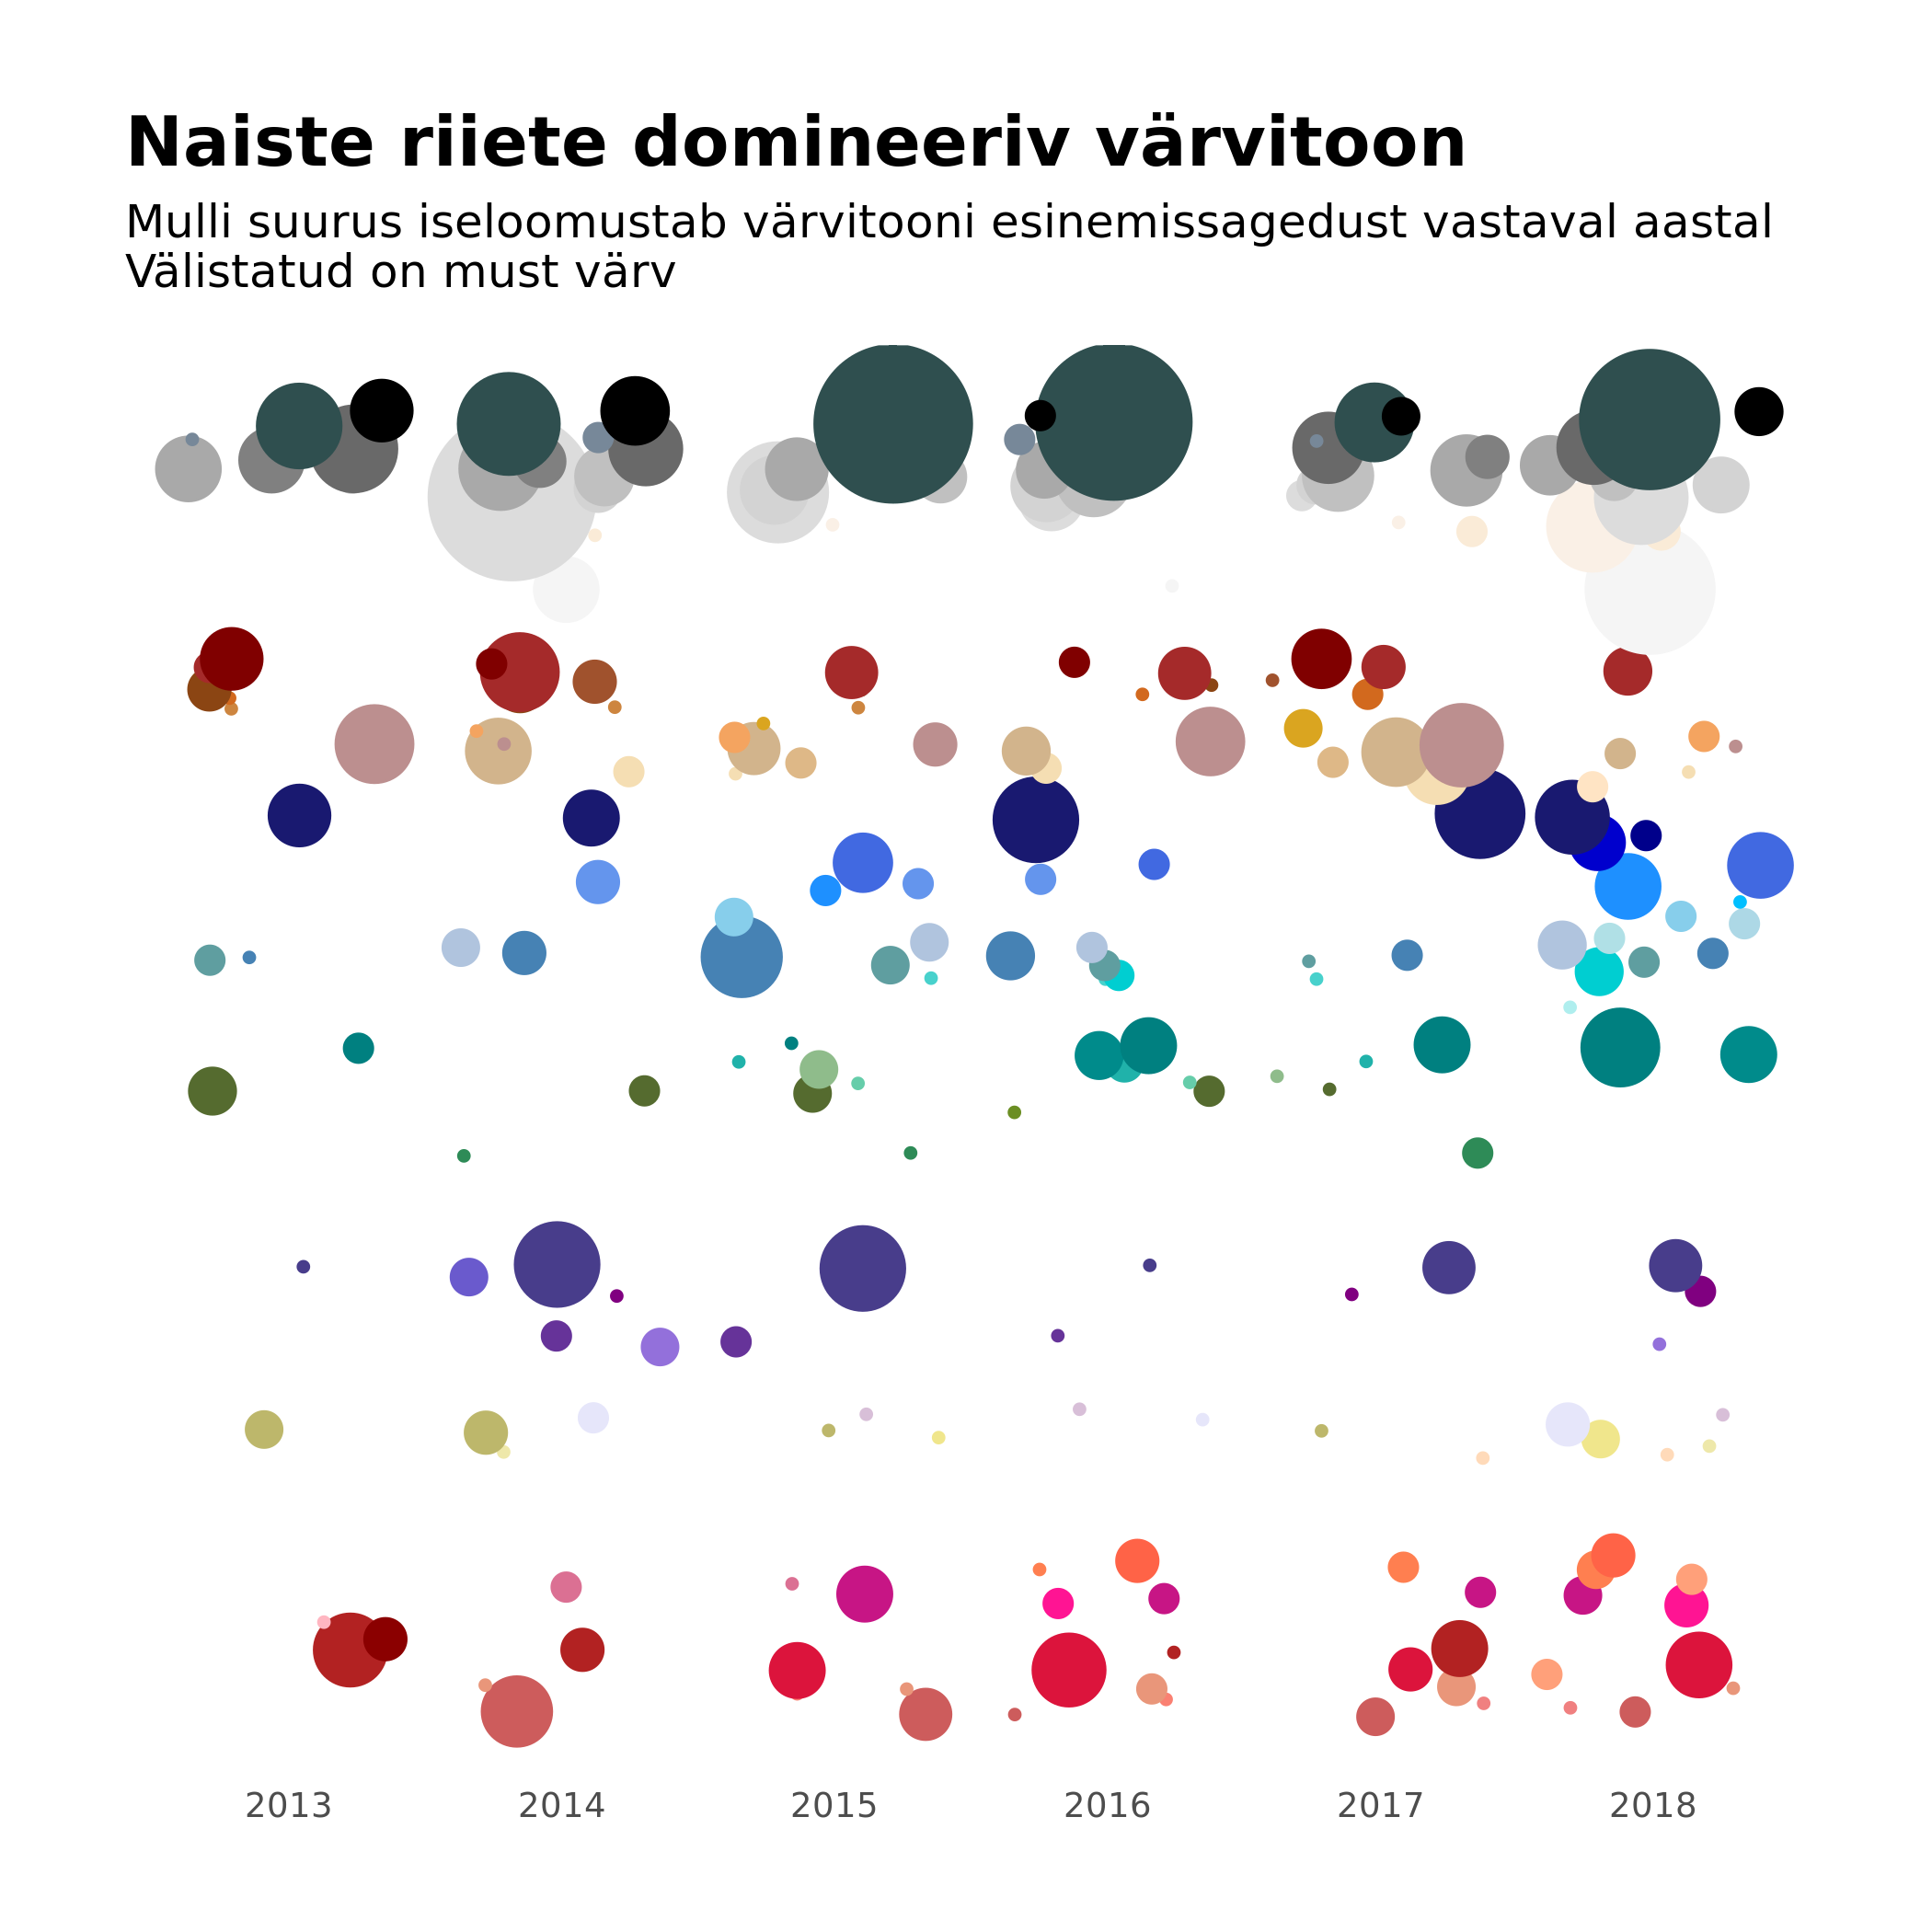 Naiste riiete domineeriv värvitoon
Mulli suurus iseloomustab värvitooni esinemissagedust vastaval aastal
Välistatud on must värv
2013 2014 2015 2016 2017 2018